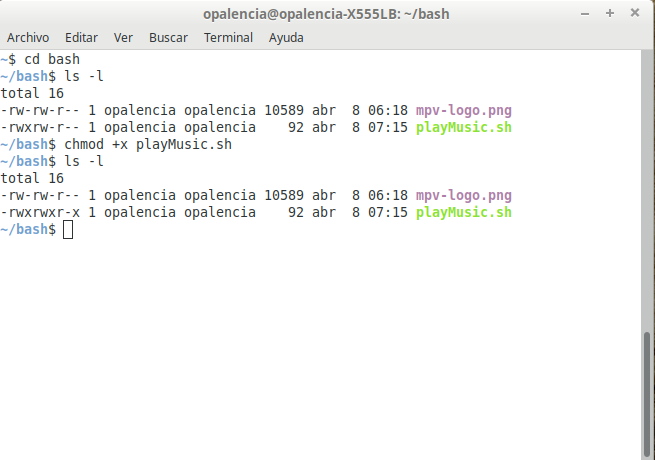 opalencia@opalencia-X555LB: ~/bash
Archivo Editar Ver Buscar Terminal Ayuda
~$ cd bash
~/bash$ ls -l
total 16
-rw-rw-r-- 1 opalencia opalencia 10589 abr  8 06:18 mpv-logo.png
-rwxrw-r-- 1 opalencia opalencia    92 abr  8 07:15 playMusic.sh
~/bash$ chmod +x playMusic.sh
~/bash$ ls -l
total 16
-rw-rw-r-- 1 opalencia opalencia 10589 abr  8 06:18 mpv-logo.png
-rwxrwxr-x 1 opalencia opalencia    92 abr  8 07:15 playMusic.sh
~/bash$